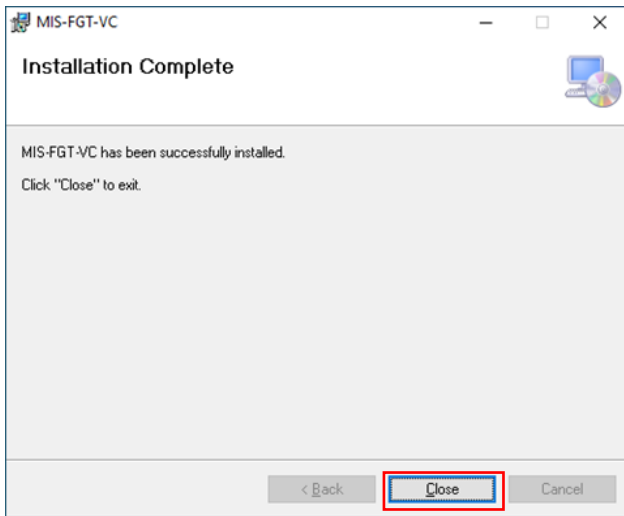 MIS-FGT-VC
Installation Complete
MIS-FGT-VC has been successfully installed.
Click "Close" to exit.
< Back Close Cancel